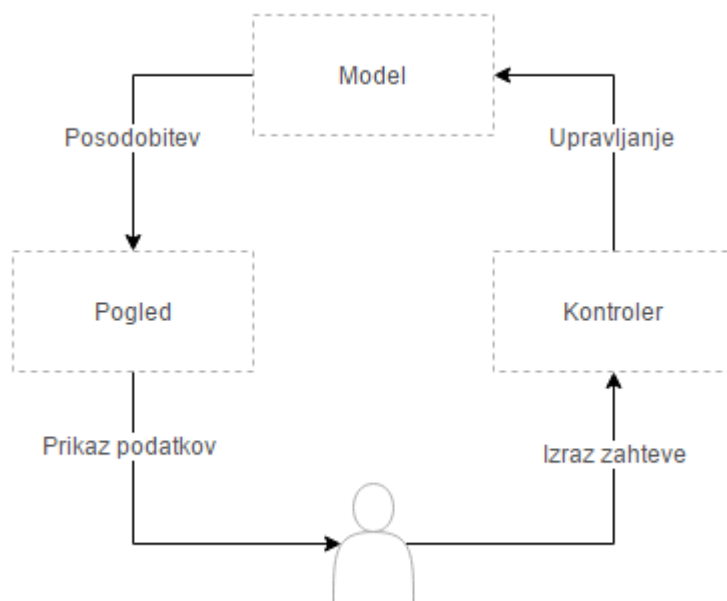 Model
Posodobitev
Upravljanje
Pogled
Kontroler
Prikaz podatkov
Izraz zahteve